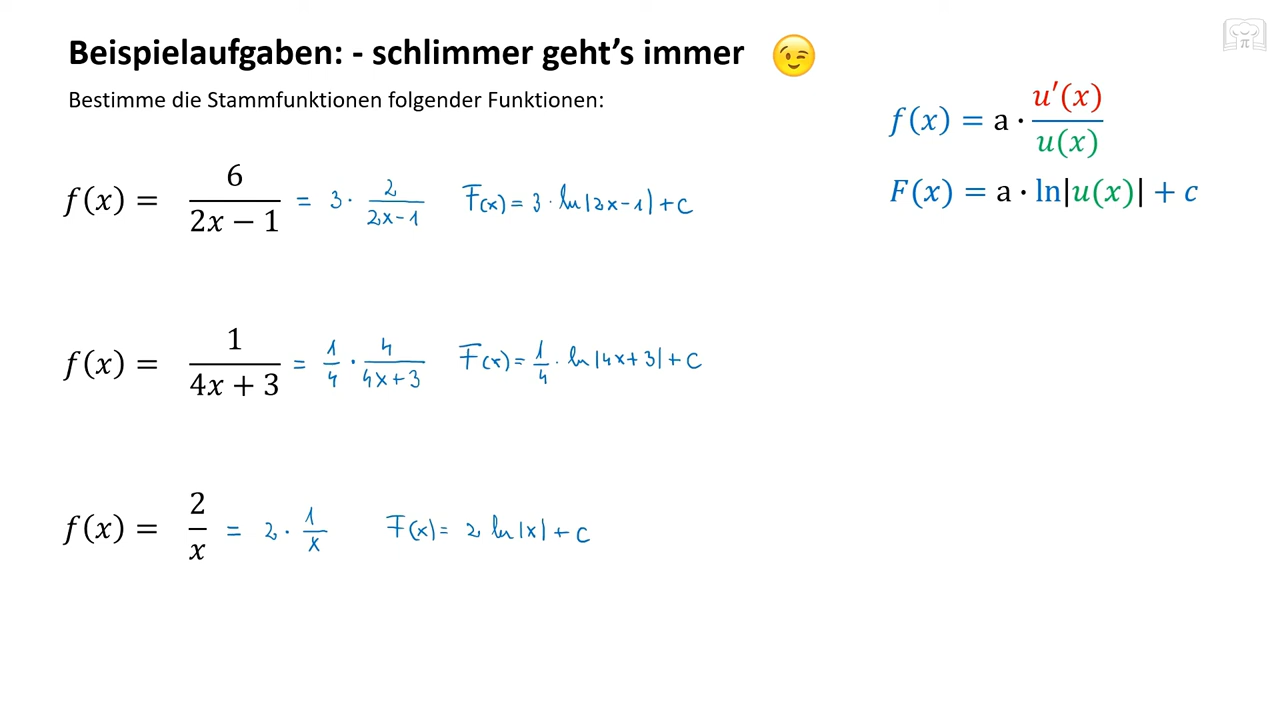 Beispielaufgaben: - schlimmer geht's immer 😉
Bestimme die Stammfunktionen folgender Funktionen:
f(x) = a · u′(x)/u(x)
F(x) = a · ln|u(x)| + c
f(x) = 6/(2x − 1) = 3 · 2/(2x−1) F(x) = 3 · ln|2x−1| + c
f(x) = 1/(4x + 3) = 1/4 · 4/(4x+3) F(x) = 1/4 · ln|4x+3| + c
f(x) = 2/x = 2 · 1/x F(x) = 2 ln|x| + c